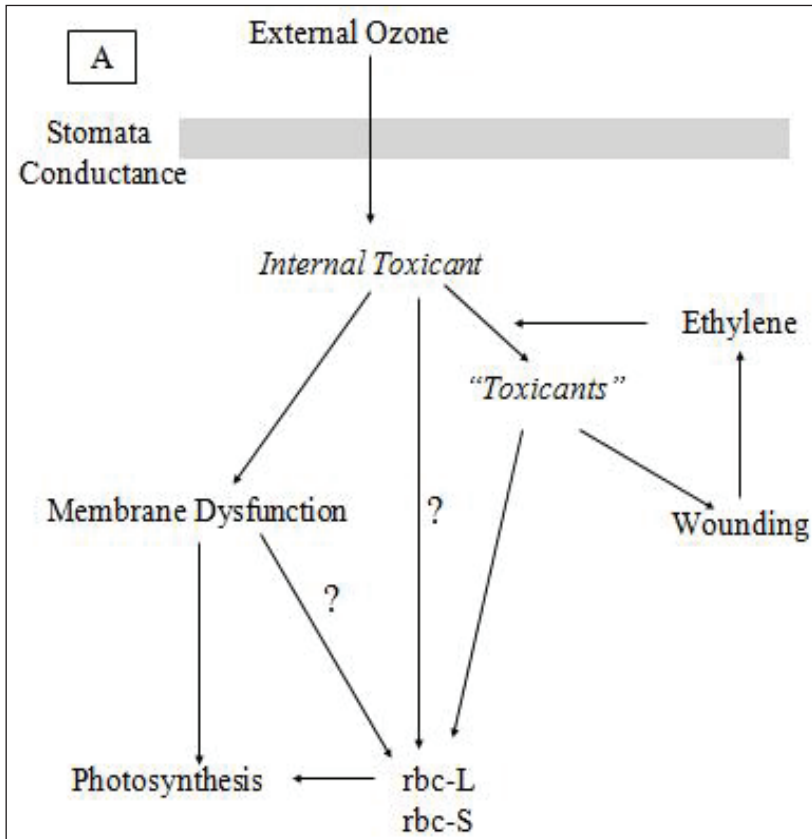 External Ozone
A
Stomata
Conductance
Internal Toxicant
Ethylene
“Toxicants”
Membrane Dysfunction
?
Wounding
?
Photosynthesis
rbc-L
rbc-S